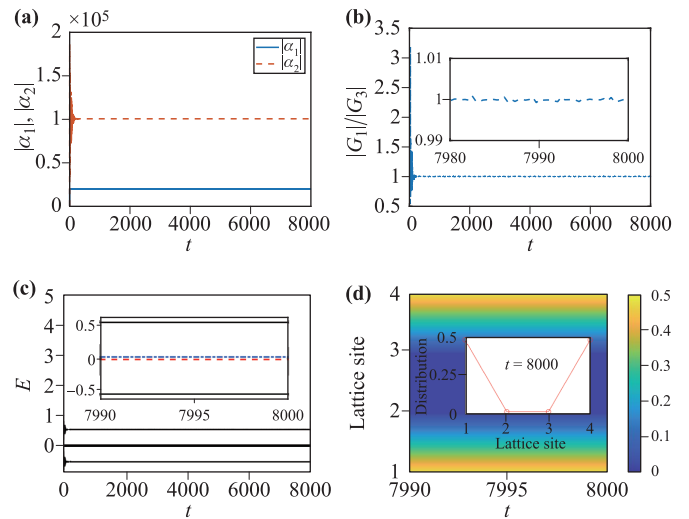 (a)
×10⁵
2
1.5
1
0.5
0
|α₁|, |α₂|
|α₁|
|α₂|
0 2000 4000 6000 8000
t
(b)
3.5
3
2.5
2
1.5
1
0.5
|G₁|/|G₃|
1.01
1
0.99
7980 7990 8000
0 2000 4000 6000 8000
t
(c)
5
4
3
2
1
0
E
0.5
0
−0.5
7990 7995 8000
0 2000 4000 6000 8000
t
(d)
4
3
2
1
Lattice site
0.5
0.25
0
Distribution
t = 8000
1 2 3 4
Lattice site
7990 7995 8000
t
0.5
0.4
0.3
0.2
0.1
0